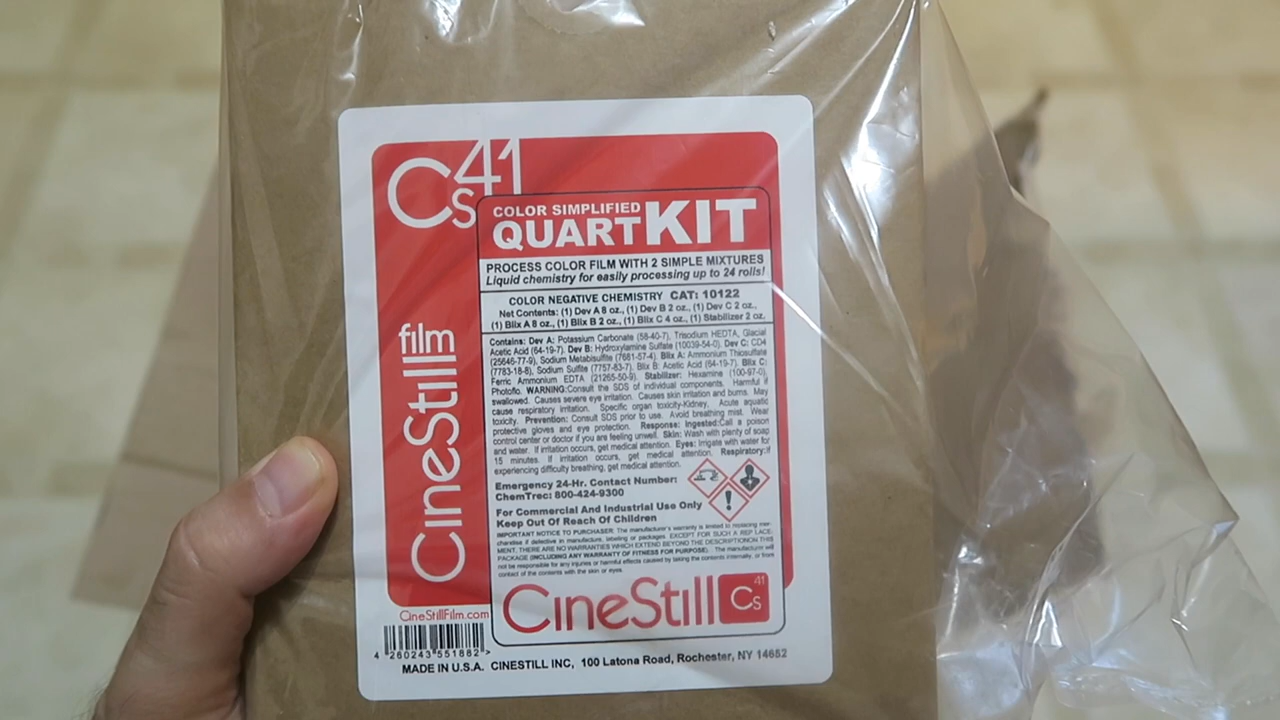 Cs41
COLOR SIMPLIFIED
QUART KIT
PROCESS COLOR FILM WITH 2 SIMPLE MIXTURES
Liquid chemistry for easily processing up to 24 rolls!
COLOR NEGATIVE CHEMISTRY CAT: 10122
Net Contents: (1) Dev A 8 oz., (1) Dev B 2 oz., (1) Dev C 2 oz.,
(1) Blix A 8 oz., (1) Blix B 2 oz., (1) Blix C 4 oz., (1) Stabilizer 2 oz.
Contains: Dev A: Potassium Carbonate (58-40-7), Trisodium HEDTA, Glacial
Acetic Acid (64-19-7). Dev B: Hydroxylamine Sulfate (10039-54-0). Dev C: CD4
(25646-77-9), Sodium Metabisulfite (7681-57-4). Blix A: Ammonium Thiosulfate
(7783-18-8), Sodium Sulfite (7757-83-7). Blix B: Acetic Acid (64-19-7). Blix C:
Ferric Ammonium EDTA (21265-50-9). Stabilizer: Hexamine (100-97-0),
Photoflo. WARNING:Consult the SDS of individual components. Harmful if
swallowed. Causes severe eye irritation. Causes skin irritation and burns. May
cause respiratory irritation. Specific organ toxicity-Kidney, Acute aquatic
toxicity. Prevention: Consult SDS prior to use. Avoid breathing mist. Wear
protective gloves and eye protection. Response: Ingested:Call a poison
control center or doctor if you are feeling unwell. Skin: Wash with plenty of soap
and water. If irritation occurs, get medical attention. Eyes: Irrigate with water for
15 minutes. If irritation occurs, get medical attention. Respiratory:If
experiencing difficulty breathing, get medical attention.
Emergency 24-Hr. Contact Number:
ChemTrec: 800-424-9300
For Commercial And Industrial Use Only
Keep Out Of Reach Of Children
IMPORTANT NOTICE TO PURCHASER: The manufacturer's warranty is limited to replacing mer-
chandise if defective in manufacture, labeling or packages. EXCEPT FOR SUCH A REP LACE.
MENT, THERE ARE NO WARRANTIES WHICH EXTEND BEYOND THE DESCRIPTIONON THIS
PACKAGE (INCLUDING ANY WARRANTY OF FITNESS FOR PURPOSE). The manufacturer will
not be responsible for any injuries or harmful effects caused by taking the contents internally, or from
contact of the contents with the skin or eyes.
CineStill film
CineStill Cs41
CineStillFilm.com
4 260243 551882 >
MADE IN U.S.A. CINESTILL INC, 100 Latona Road, Rochester, NY 14652